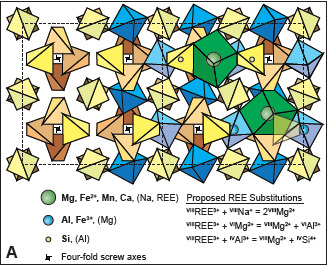 Mg, Fe²⁺, Mn, Ca, (Na, REE)
Al, Fe³⁺, (Mg)
Si, (Al)
Four-fold screw axes
A
Proposed REE Substitutions
ᵛⁱⁱⁱREE³⁺ + ᵛⁱⁱⁱNa⁺ = 2ᵛⁱⁱⁱMg²⁺
ᵛⁱⁱⁱREE³⁺ + ᵛⁱMg²⁺ = ᵛⁱⁱⁱMg²⁺ + ᵛⁱAl³⁺
ᵛⁱⁱⁱREE³⁺ + ⁱᵛAl³⁺ = ᵛⁱⁱⁱMg²⁺ + ⁱᵛSi⁴⁺